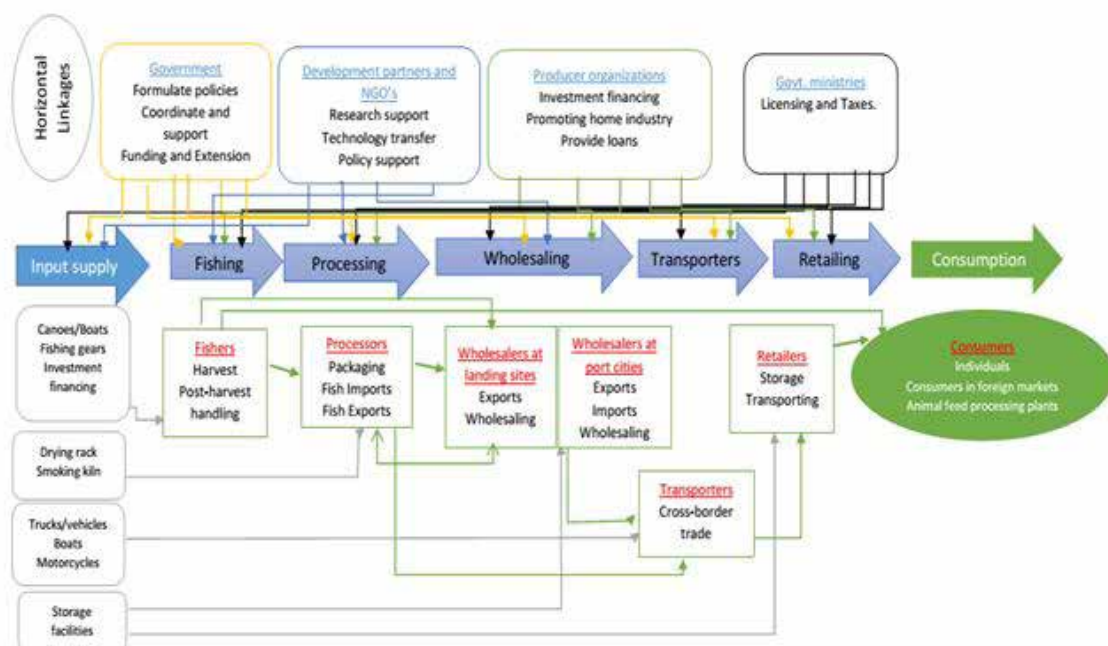 Horizontal
Linkages
Government
Formulate policies
Coordinate and
support
Funding and Extension
Development partners and
NGO's
Research support
Technology transfer
Policy support
Producer organizations
Investment financing
Promoting home industry
Provide loans
Govt. ministries
Licensing and Taxes.
Input supply
Fishing
Processing
Wholesaling
Transporters
Retailing
Consumption
Canoes/Boats
Fishing gears
Investment
financing
Fishers
Harvest
Post-harvest
handling
Processors
Packaging
Fish Imports
Fish Exports
Wholesalers at
landing sites
Exports
Wholesaling
Wholesalers at
port cities
Exports
Imports
Wholesaling
Retailers
Storage
Transporting
Consumers
Individuals
Consumers in foreign markets
Animal feed processing plants
Drying rack
Smoking kiln
Transporters
Cross-border
trade
Trucks/vehicles
Boats
Motorcycles
Storage
facilities